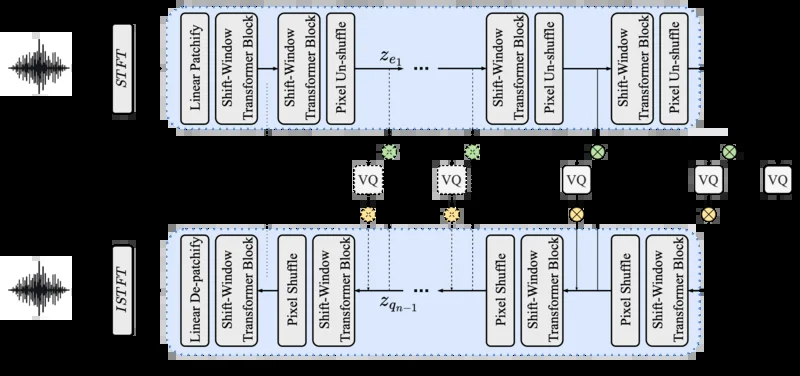 STFT
Linear Patchify
Shift-Window
Transformer Block
Shift-Window
Transformer Block
Pixel Un-shuffle
z_{e_1}
...
Shift-Window
Transformer Block
Pixel Un-shuffle
Shift-Window
Transformer Block
Pixel Un-shuffle
VQ
VQ
VQ
VQ
VQ
ISTFT
Linear De-patchify
Shift-Window
Transformer Block
Pixel Shuffle
Shift-Window
Transformer Block
z_{q_{n-1}}
...
Pixel Shuffle
Shift-Window
Transformer Block
Pixel Shuffle
Shift-Window
Transformer Block